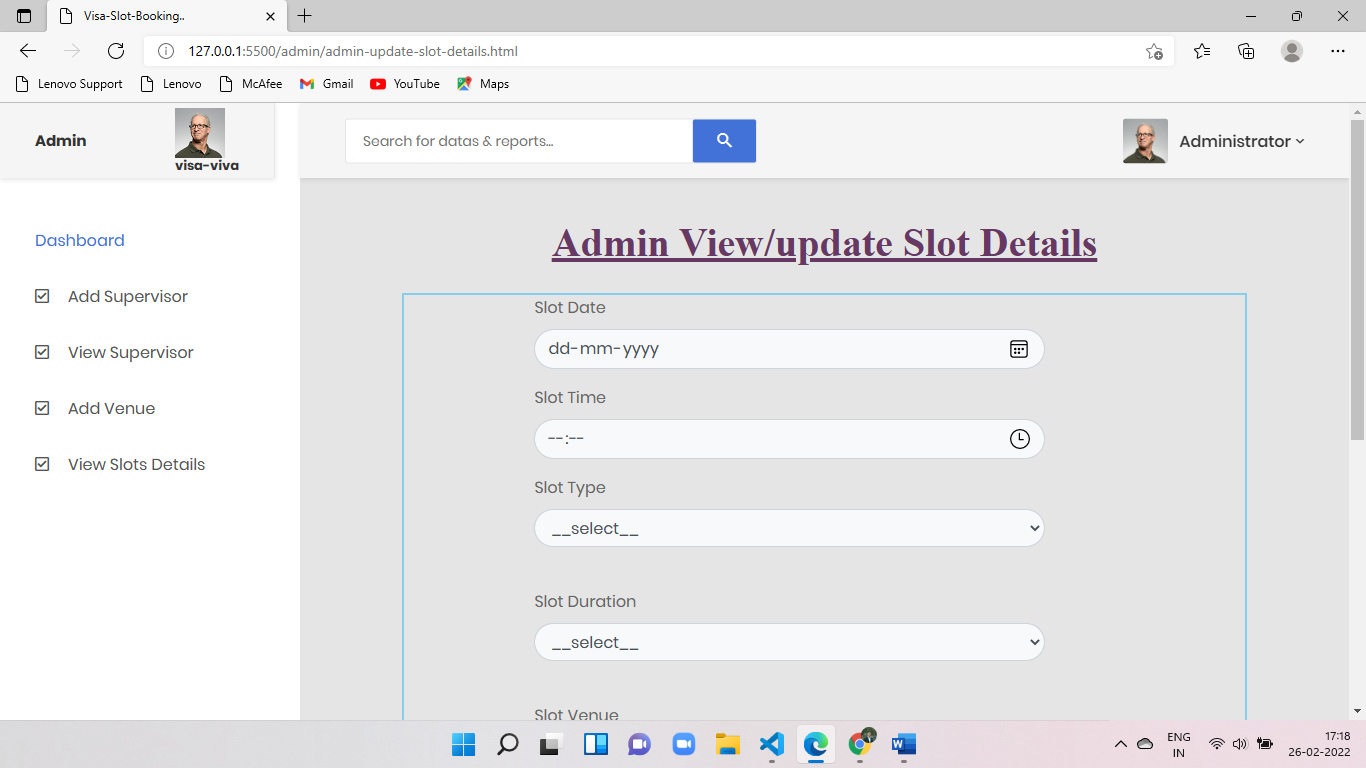 Visa-Slot-Booking..
127.0.0.1:5500/admin/admin-update-slot-details.html
Lenovo Support Lenovo McAfee Gmail YouTube Maps
Admin
visa-viva
Search for datas & reports...
Administrator
Dashboard
Add Supervisor
View Supervisor
Add Venue
View Slots Details
Admin View/update Slot Details
Slot Date
dd-mm-yyyy
Slot Time
--:--
Slot Type
__select__
Slot Duration
__select__
Slot Venue
ENG
IN
17:18
26-02-2022